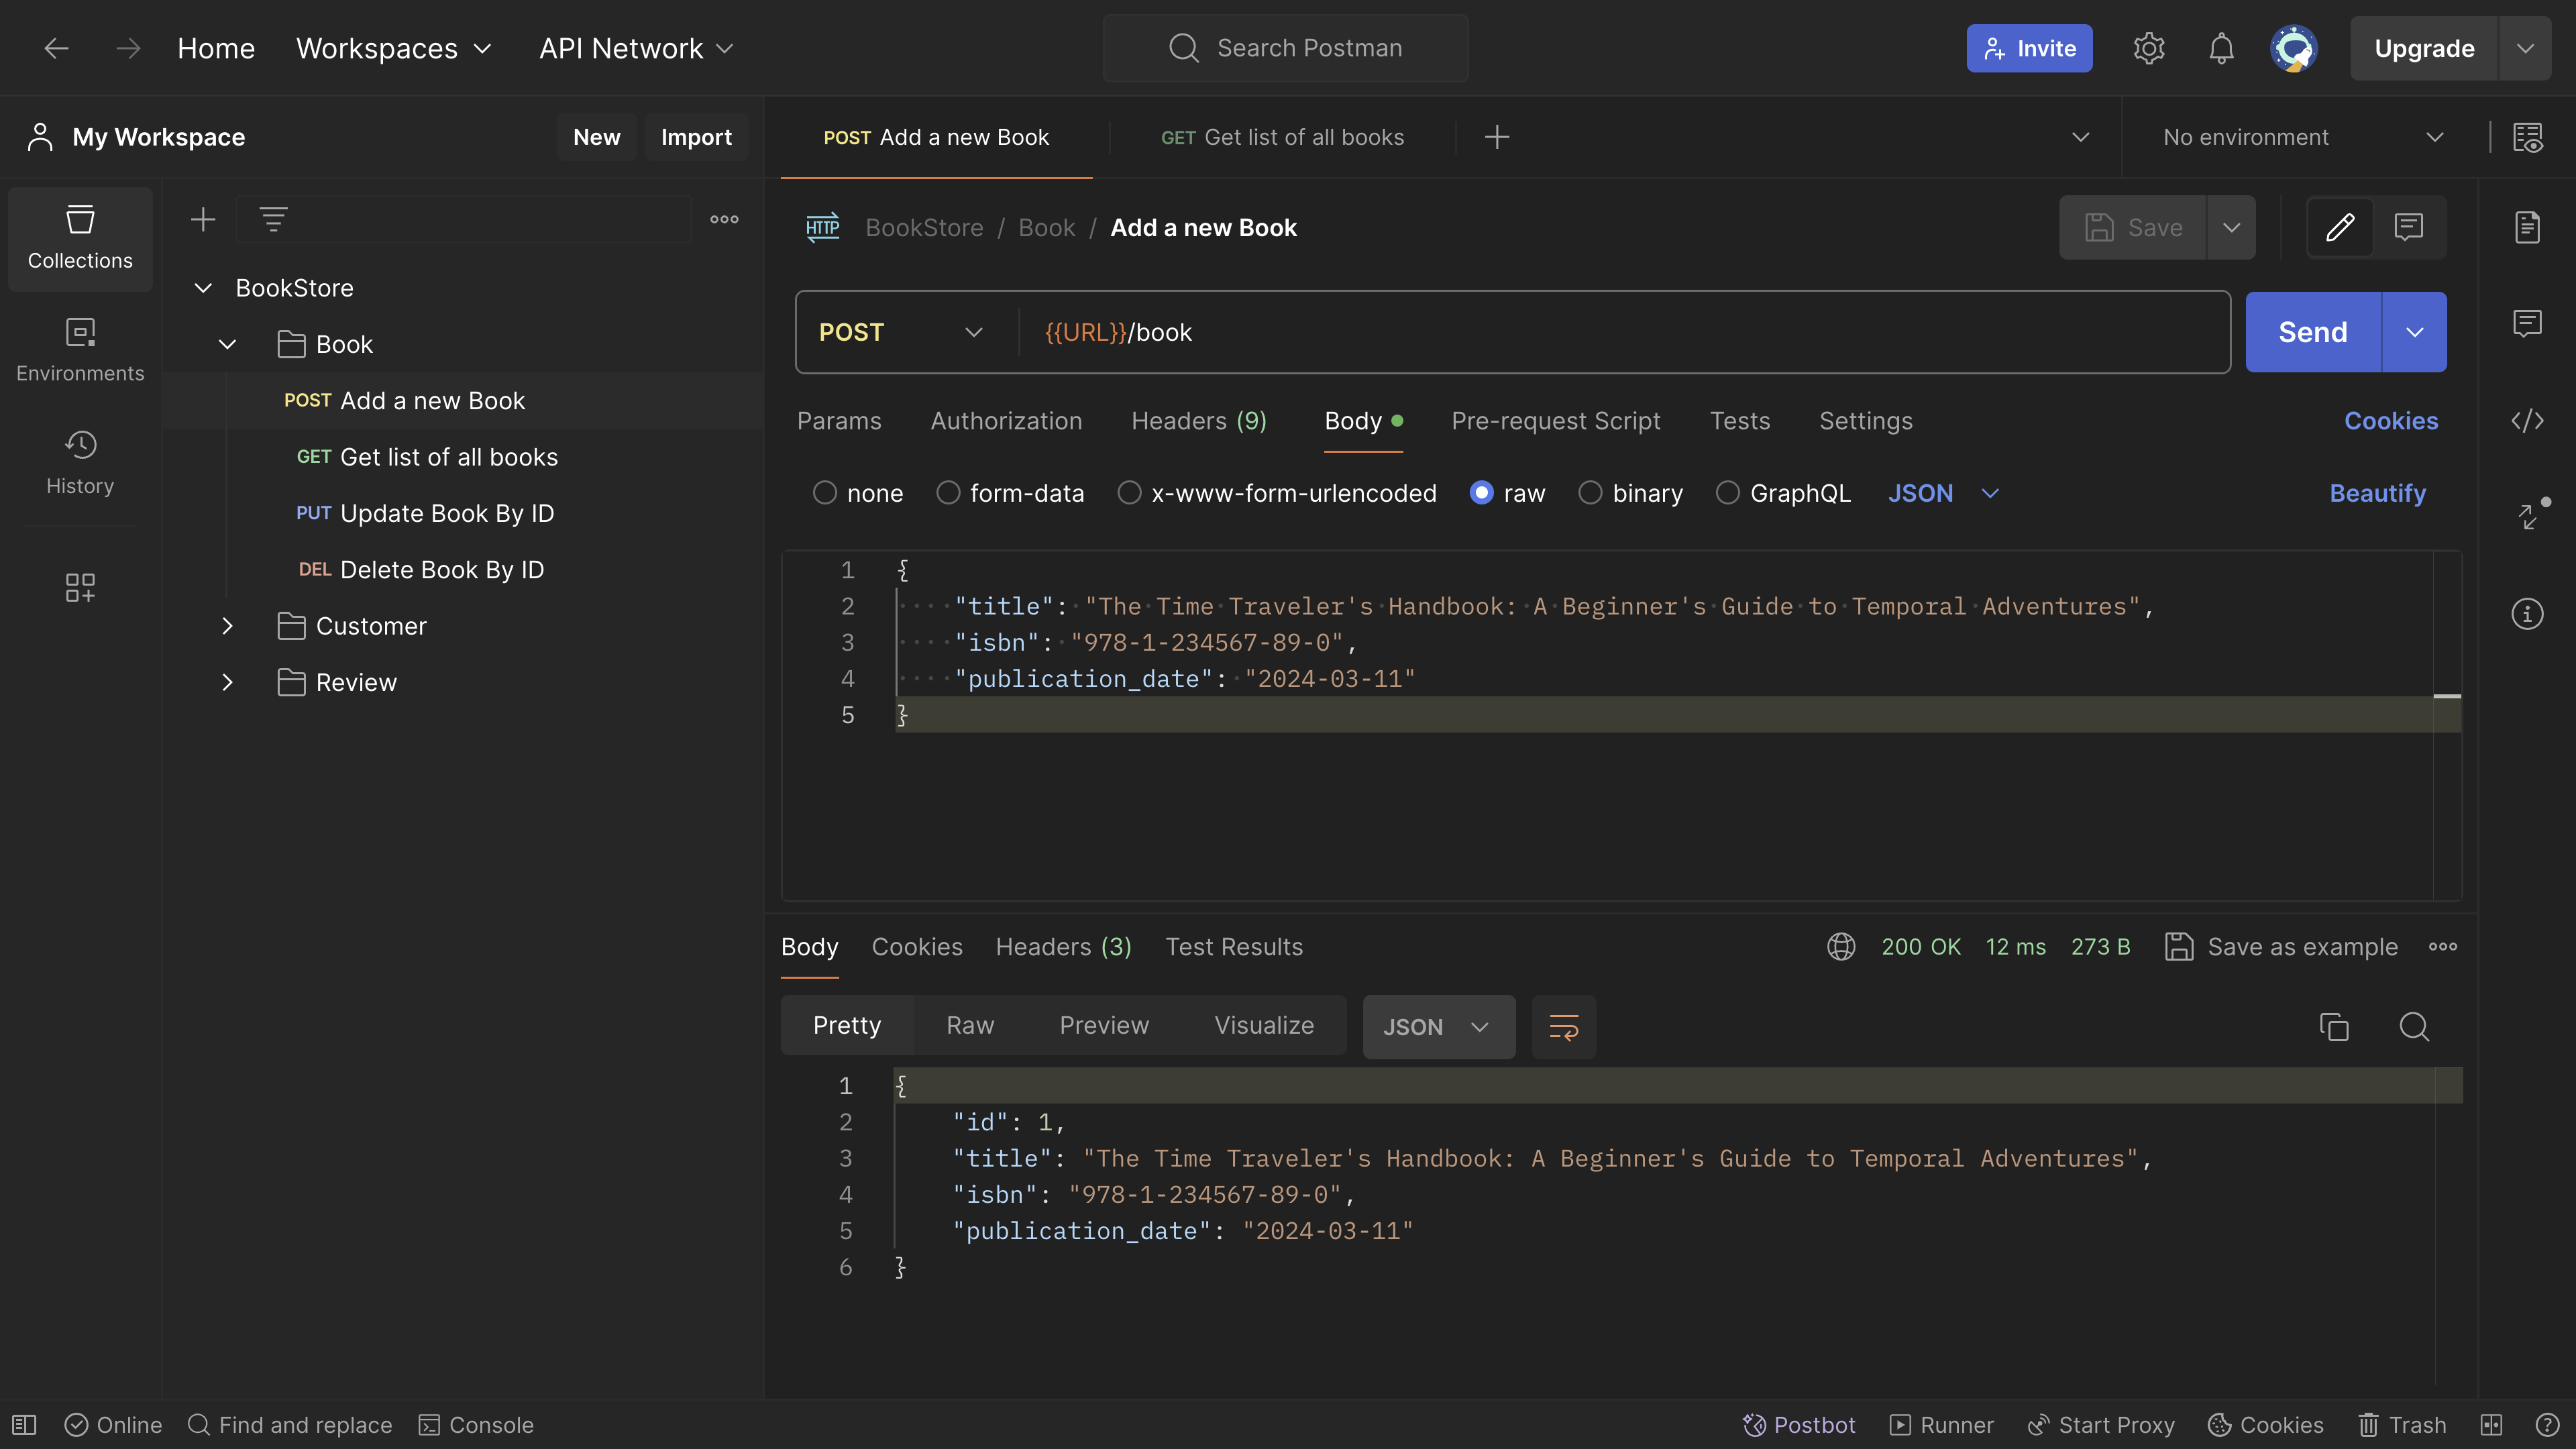 Home Workspaces API Network Search Postman Invite Upgrade
My Workspace New Import POST Add a new Book GET Get list of all books No environment
Collections
Environments
History
BookStore
Book
POST Add a new Book
GET Get list of all books
PUT Update Book By ID
DEL Delete Book By ID
Customer
Review
HTTP BookStore / Book / Add a new Book Save
POST {{URL}}/book Send
Params Authorization Headers (9) Body Pre-request Script Tests Settings Cookies
none form-data x-www-form-urlencoded raw binary GraphQL JSON Beautify
1 {
2 "title": "The Time Traveler's Handbook: A Beginner's Guide to Temporal Adventures",
3 "isbn": "978-1-234567-89-0",
4 "publication_date": "2024-03-11"
5 }
Body Cookies Headers (3) Test Results 200 OK 12 ms 273 B Save as example
Pretty Raw Preview Visualize JSON
1 {
2 "id": 1,
3 "title": "The Time Traveler's Handbook: A Beginner's Guide to Temporal Adventures",
4 "isbn": "978-1-234567-89-0",
5 "publication_date": "2024-03-11"
6 }
Online Find and replace Console Postbot Runner Start Proxy Cookies Trash